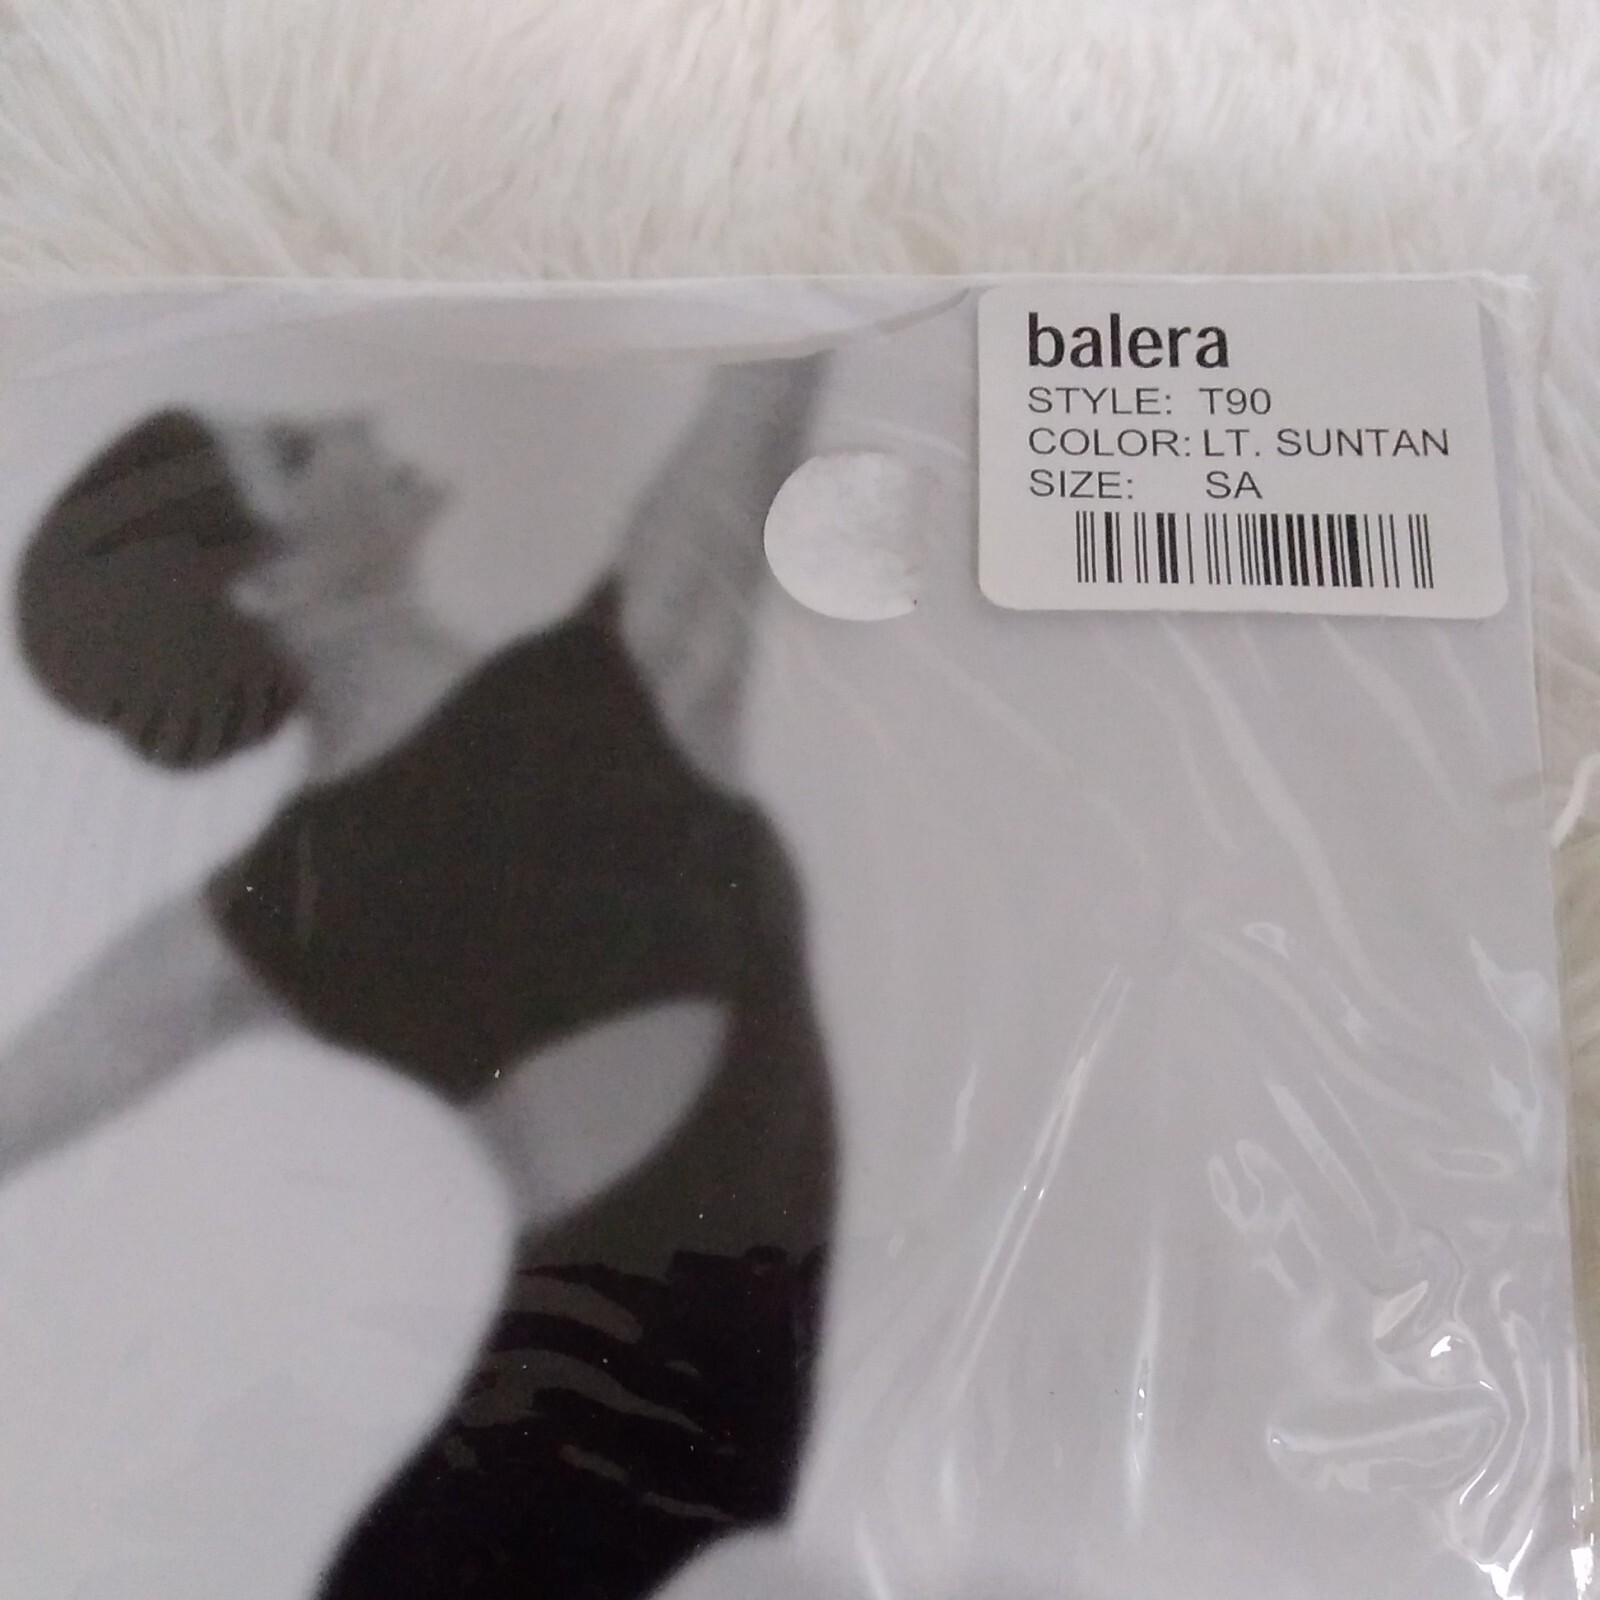 balera
STYLE: T90
COLOR: LT. SUNTAN
SIZE: SA